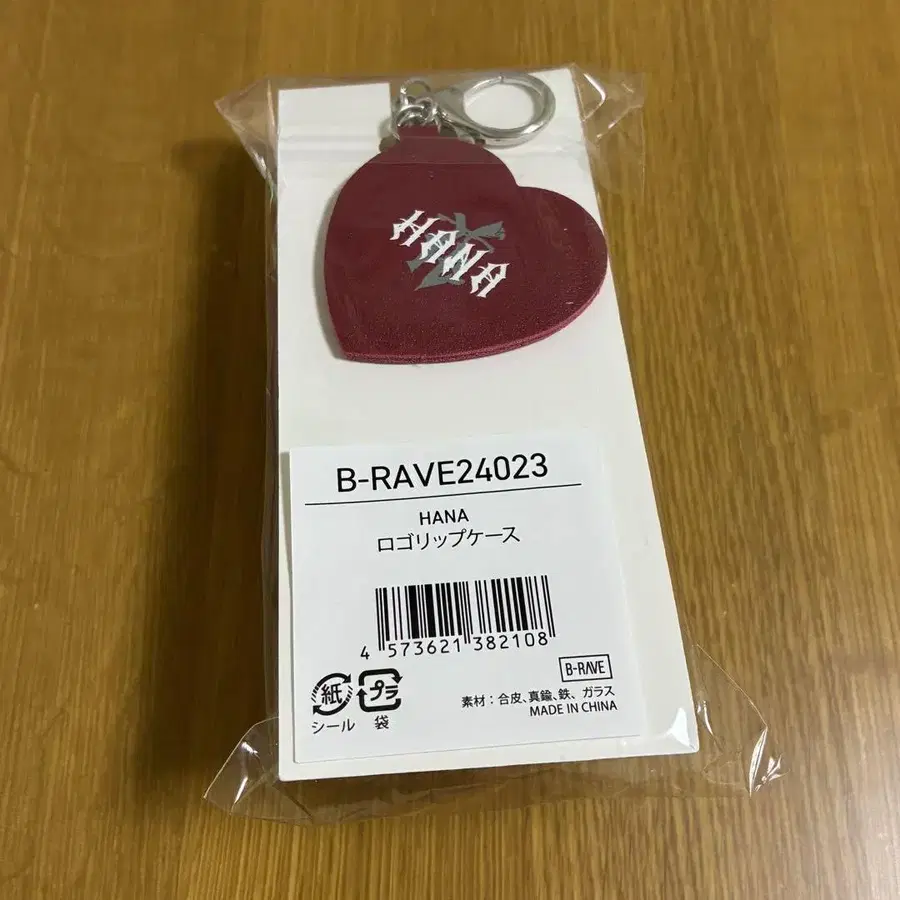 HANA
B-RAVE24023
HANA
ロゴリップケース
4 573621 382108
B-RAVE
紙
シール
プラ
袋
素材：合皮、真鍮、鉄、ガラス
MADE IN CHINA